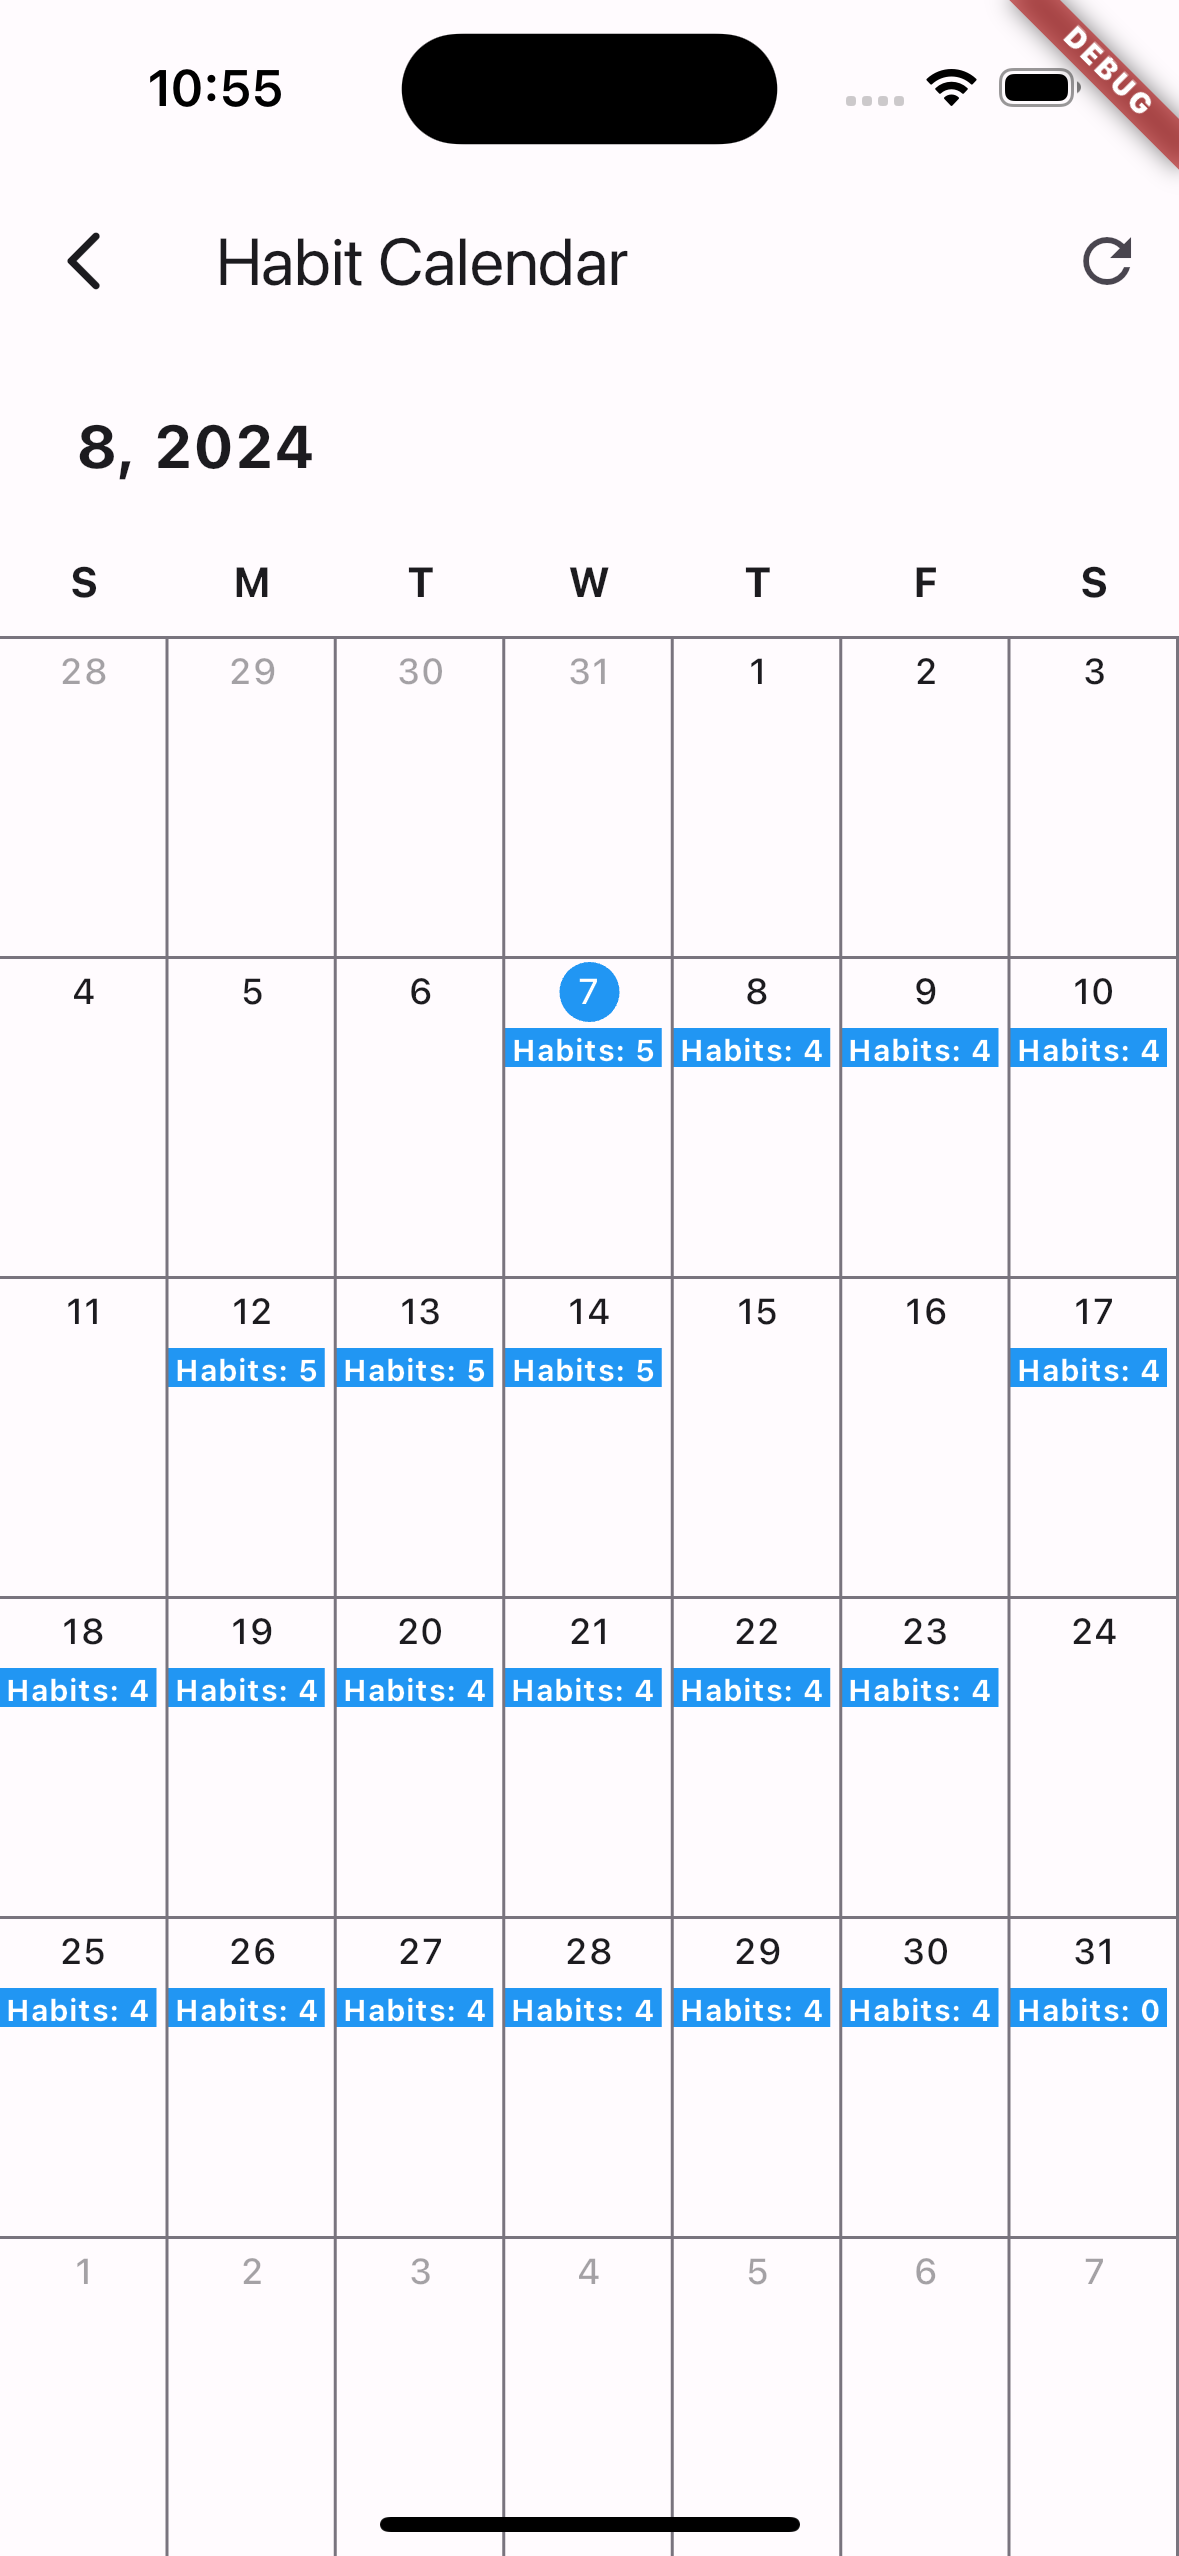 10:55
DEBUG
Habit Calendar
8, 2024
S M T W T F S
28 29 30 31 1 2 3
4 5 6 7 8 9 10
Habits: 5 Habits: 4 Habits: 4 Habits: 4
11 12 13 14 15 16 17
Habits: 5 Habits: 5 Habits: 5 Habits: 4
18 19 20 21 22 23 24
Habits: 4 Habits: 4 Habits: 4 Habits: 4 Habits: 4 Habits: 4
25 26 27 28 29 30 31
Habits: 4 Habits: 4 Habits: 4 Habits: 4 Habits: 4 Habits: 4 Habits: 0
1 2 3 4 5 6 7